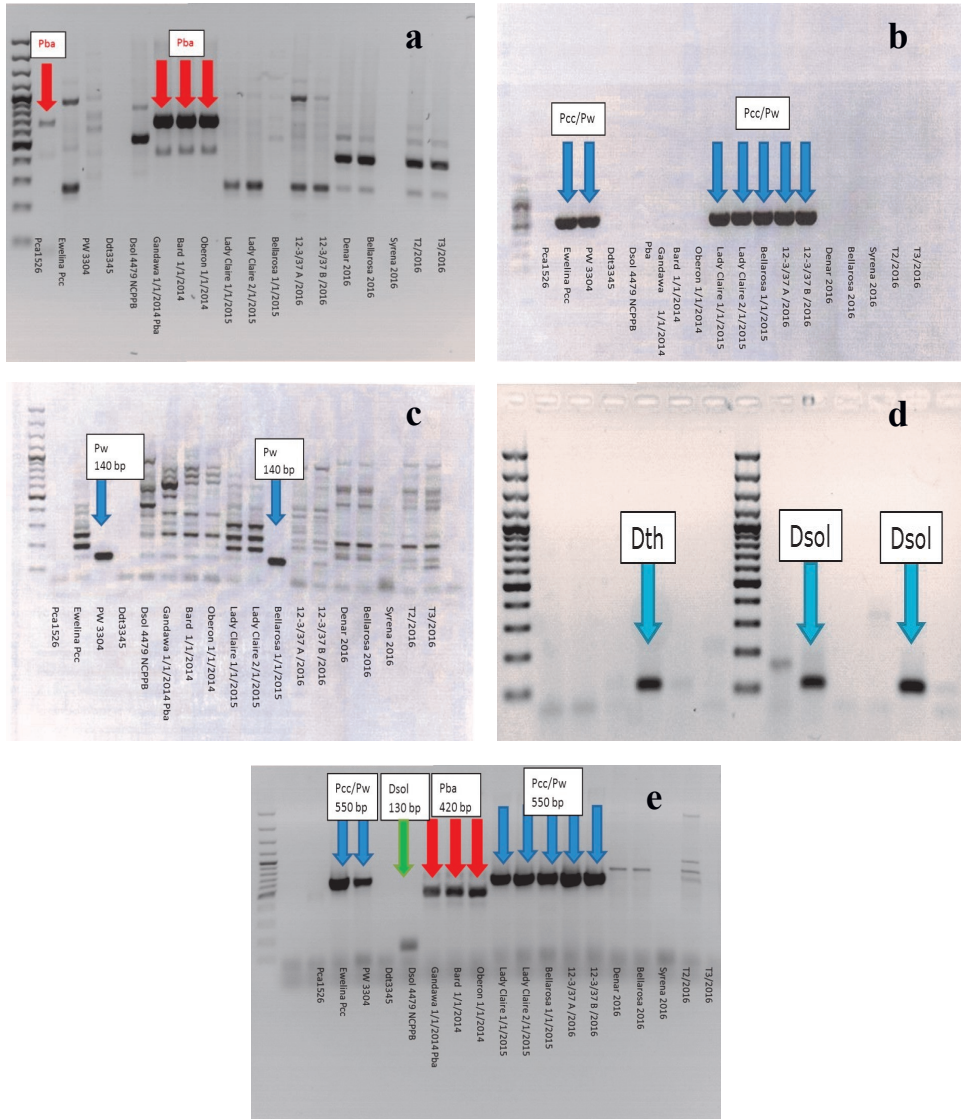 a
Pba
Pba
Pca1526
Ewelina Pcc
PW 3304
Ddt3345
Dsol 4479 NCPPB
Gandawa 1/1/2014 Pba
Bard 1/1/2014
Oberon 1/1/2014
Lady Claire 1/1/2015
Lady Claire 2/1/2015
Bellarosa 1/1/2015
12-3/37 A /2016
12-3/37 B /2016
Denar 2016
Bellarosa 2016
Syrena 2016
T2/2016
T3/2016
b
Pcc/Pw
Pcc/Pw
Pca1526
Ewelina Pcc
PW 3304
Ddt3345
Dsol 4479 NCPPB
Pba
Gandawa 1/1/2014
Bard 1/1/2014
Oberon 1/1/2014
Lady Claire 1/1/2015
Lady Claire 2/1/2015
Bellarosa 1/1/2015
12-3/37 A /2016
12-3/37 B /2016
Denar 2016
Bellarosa 2016
Syrena 2016
T2/2016
T3/2016
c
Pw
140 bp
Pw
140 bp
Pca1526
Ewelina Pcc
PW 3304
Ddt3345
Dsol 4479 NCPPB
Gandawa 1/1/2014 Pba
Bard 1/1/2014
Oberon 1/1/2014
Lady Claire 1/1/2015
Lady Claire 2/1/2015
Bellarosa 1/1/2015
12-3/37 A /2016
12-3/37 B /2016
Denar 2016
Bellarosa 2016
Syrena 2016
T2/2016
T3/2016
d
Dth
Dsol
Dsol
e
Pcc/Pw
550 bp
Dsol
130 bp
Pba
420 bp
Pcc/Pw
550 bp
Pca1526
Ewelina Pcc
PW 3304
Ddt3345
Dsol 4479 NCPPB
Gandawa 1/1/2014 Pba
Bard 1/1/2014
Oberon 1/1/2014
Lady Claire 1/1/2015
Lady Claire 2/1/2015
Bellarosa 1/1/2015
12-3/37 A /2016
12-3/37 B /2016
Denar 2016
Bellarosa 2016
Syrena 2016
T2/2016
T3/2016